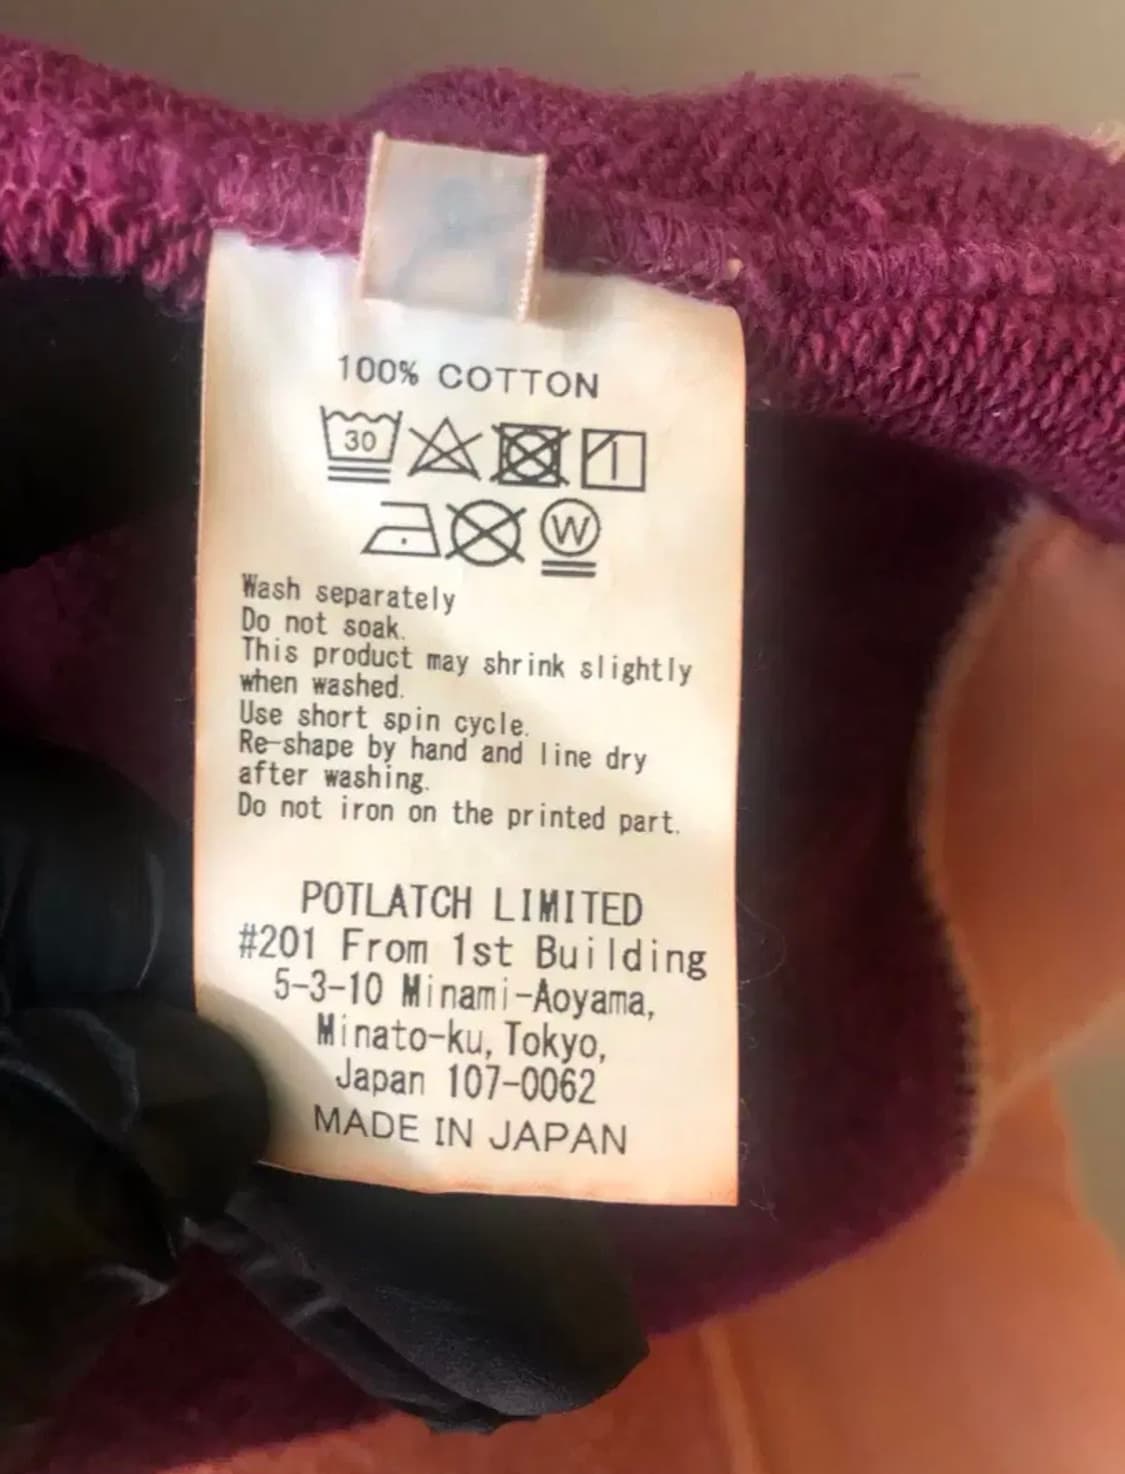 100% COTTON
30
W
Wash separately
Do not soak.
This product may shrink slightly
when washed.
Use short spin cycle.
Re-shape by hand and line dry
after washing.
Do not iron on the printed part.
POTLATCH LIMITED
#201 From 1st Building
5-3-10 Minami-Aoyama,
Minato-ku, Tokyo,
Japan 107-0062
MADE IN JAPAN